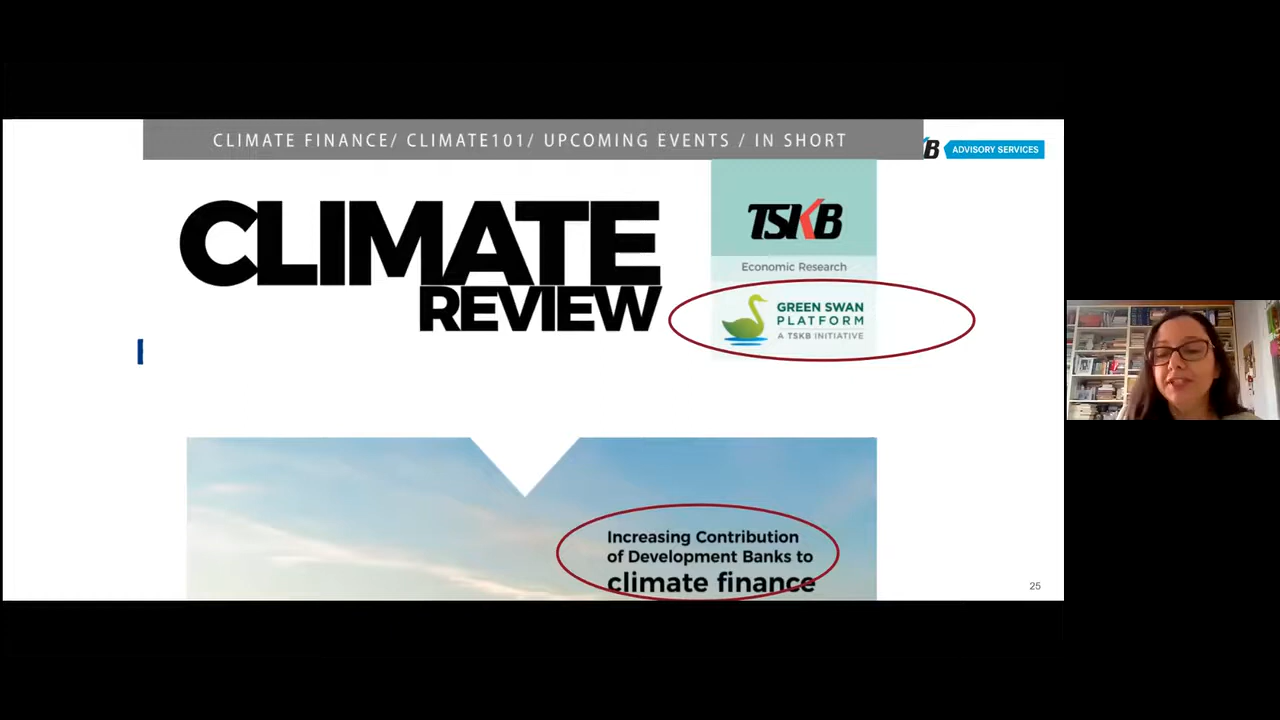 CLIMATE FINANCE/ CLIMATE101/ UPCOMING EVENTS / IN SHORT
ADVISORY SERVICES
CLIMATE
REVIEW
TSKB
Economic Research
GREEN SWAN
PLATFORM
A TSKB INITIATIVE
Increasing Contribution
of Development Banks to
climate finance
25